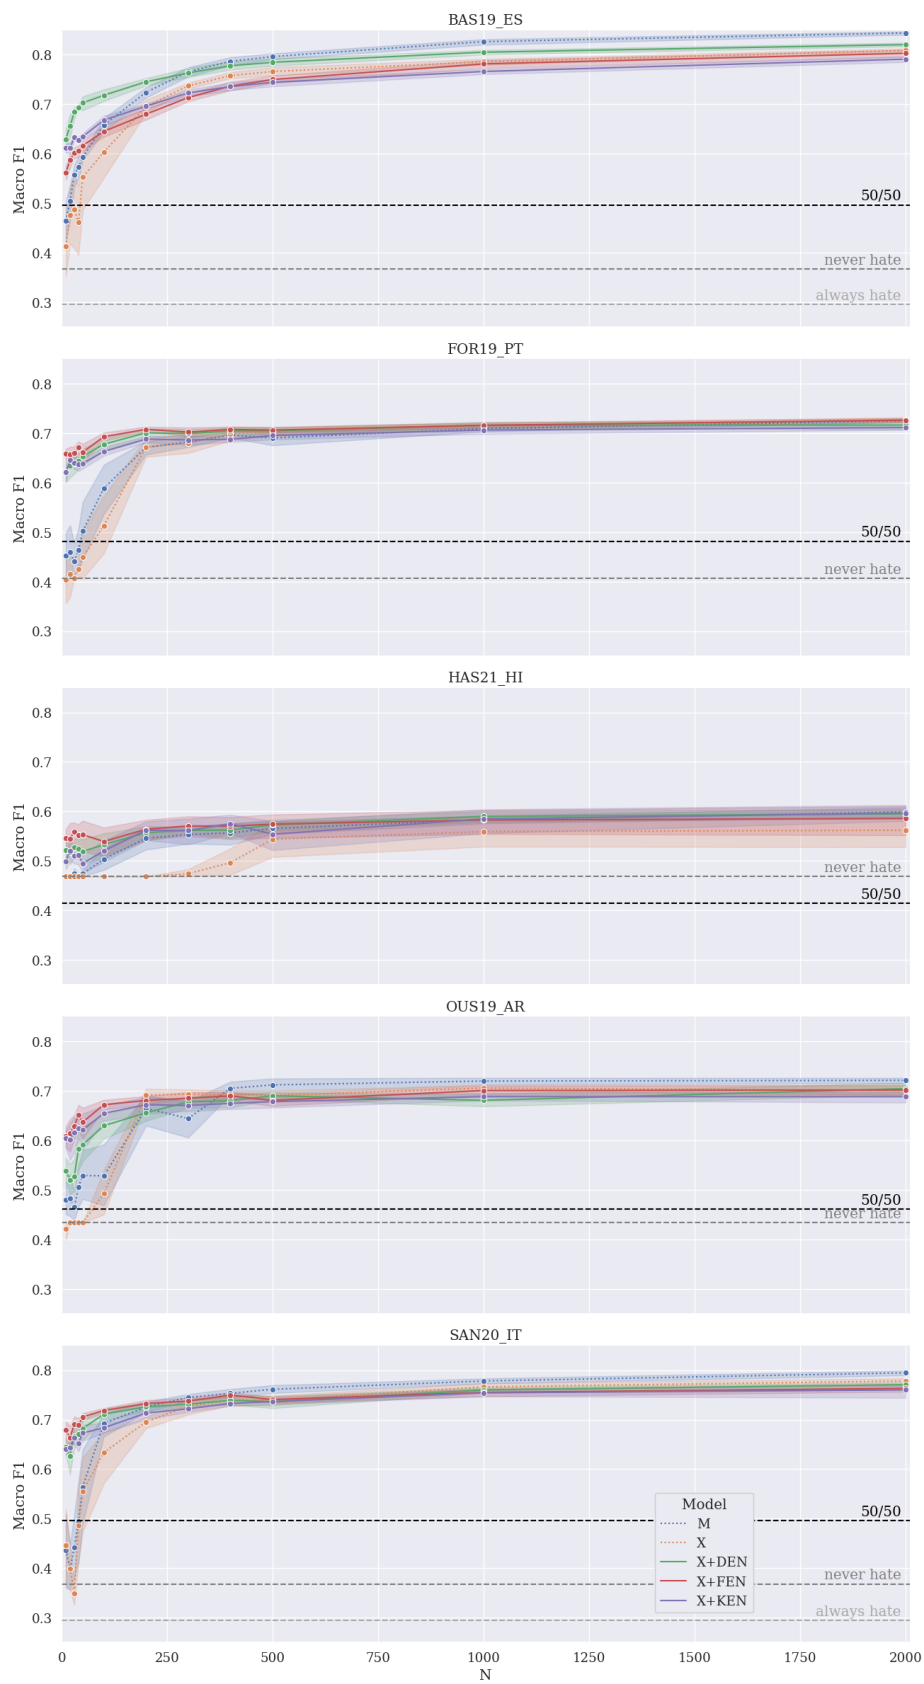 BAS19_ES
0.8
0.7
0.6
0.5
0.4
0.3
Macro F1
50/50
never hate
always hate
FOR19_PT
0.8
0.7
0.6
0.5
0.4
0.3
Macro F1
50/50
never hate
HAS21_HI
0.8
0.7
0.6
0.5
0.4
0.3
Macro F1
never hate
50/50
OUS19_AR
0.8
0.7
0.6
0.5
0.4
0.3
Macro F1
50/50
never hate
SAN20_IT
0.8
0.7
0.6
0.5
0.4
0.3
Macro F1
50/50
never hate
always hate
Model
M
X
X+DEN
X+FEN
X+KEN
0 250 500 750 1000 1250 1500 1750 2000
N